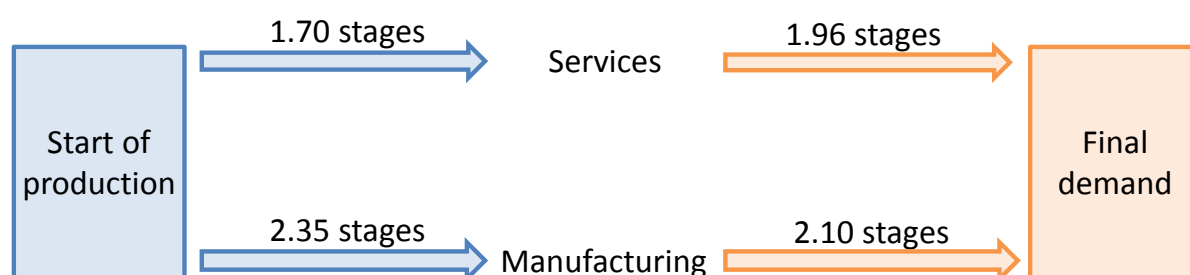 1.70 stages
Services
1.96 stages
Start of
production
Final
demand
2.35 stages
Manufacturing
2.10 stages